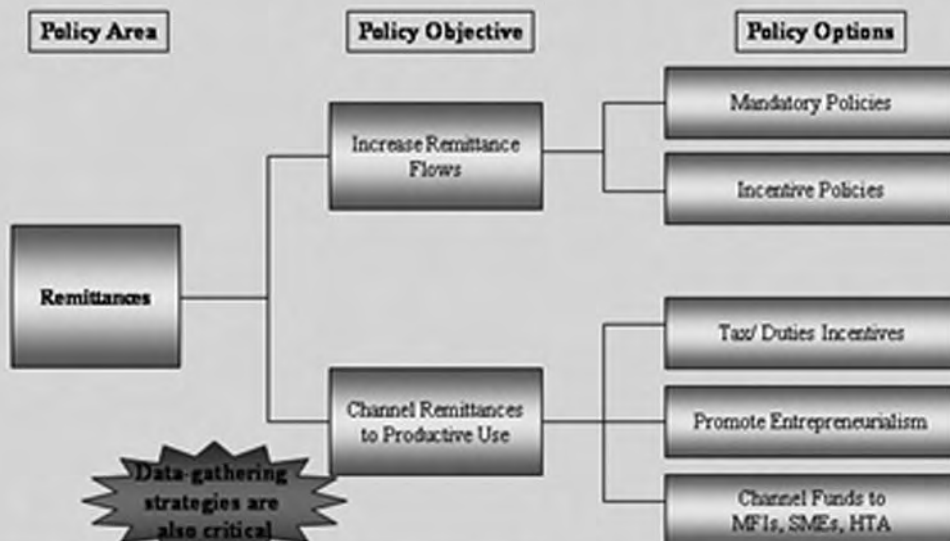 Policy Area
Policy Objective
Policy Options
Remittances
Increase Remittance
Flows
Mandatory Policies
Incentive Policies
Channel Remittances
to Productive Use
Tax/ Duties Incentives
Promote Entrepreneurialism
Channel Funds to
MFIs, SMEs, HTA
Data-gathering
strategies are
also critical